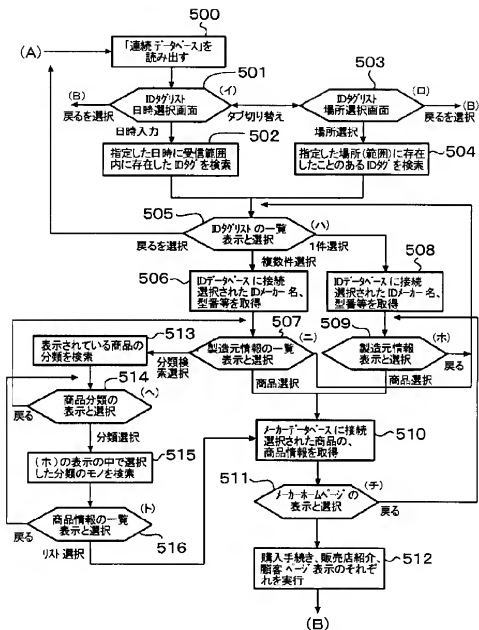 500
(A)
「連続データベース」を
読み出す
501
503
(B)
IDタグリスト
日時選択画面
(イ)
IDタグリスト
場所選択画面
(ロ)
(B)
戻るを選択
タブ切り替え
戻るを選択
日時入力
502
場所選択
504
指定した日時に受信範囲
内に存在したIDタグを検索
指定した場所(範囲)に存在
したことのあるIDタグを検索
505
IDタグリストの一覧
表示と選択
(ハ)
戻るを選択
1件選択
複数件選択
506
508
IDデータベースに接続
選択されたIDメーカー名、
型番等を取得
IDデータベースに接続
選択されたIDメーカー名、
型番等を取得
513
507
509
表示されている商品の
分類を検索
分類検
索選択
製造元情報の一覧
表示と選択
(ニ)
製造元情報
表示と選択
(ホ)
戻る
514
商品選択
商品選択
商品分類の
表示と選択
(ヘ)
戻る
分類選択
510
メーカデータベースに接続
選択された商品の、
商品情報を取得
515
(ホ)の表示の中で選択
した分類のモノを検索
511
(チ)
メーカーホームページの
表示と選択
戻る
(ト)
商品情報の一覧
表示と選択
戻る
516
リスト選択
512
購入手続き、販売店紹介、
顧客ページ表示のそれぞ
れを実行
(B)